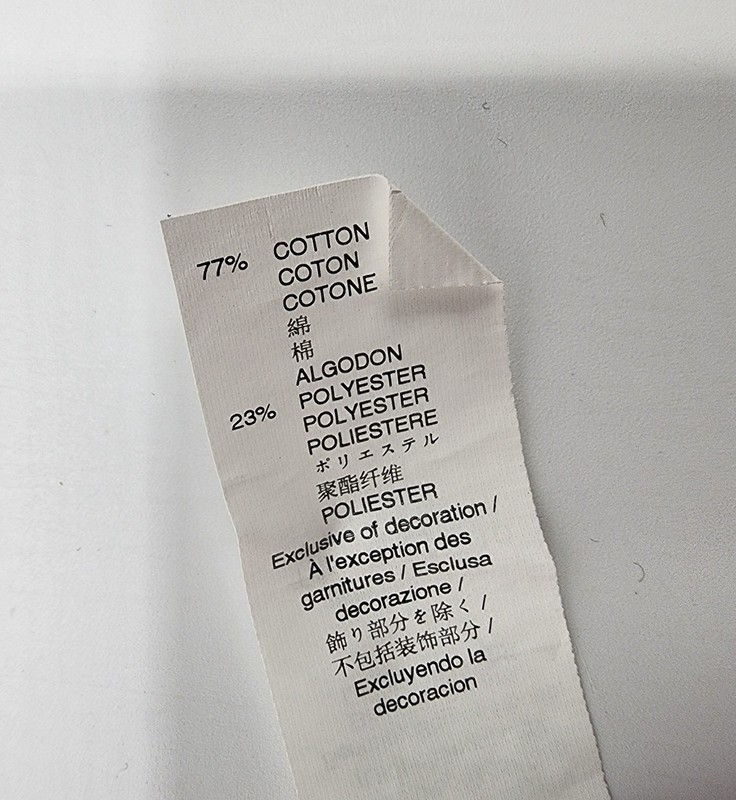 77% COTTON
COTON
COTONE
綿
棉
ALGODON
23% POLYESTER
POLYESTER
POLIESTERE
ポリエステル
聚酯纤维
POLIESTER
Exclusive of decoration /
À l'exception des
garnitures / Esclusa
decorazione /
飾り部分を除く /
不包括装饰部分 /
Excluyendo la
decoracion